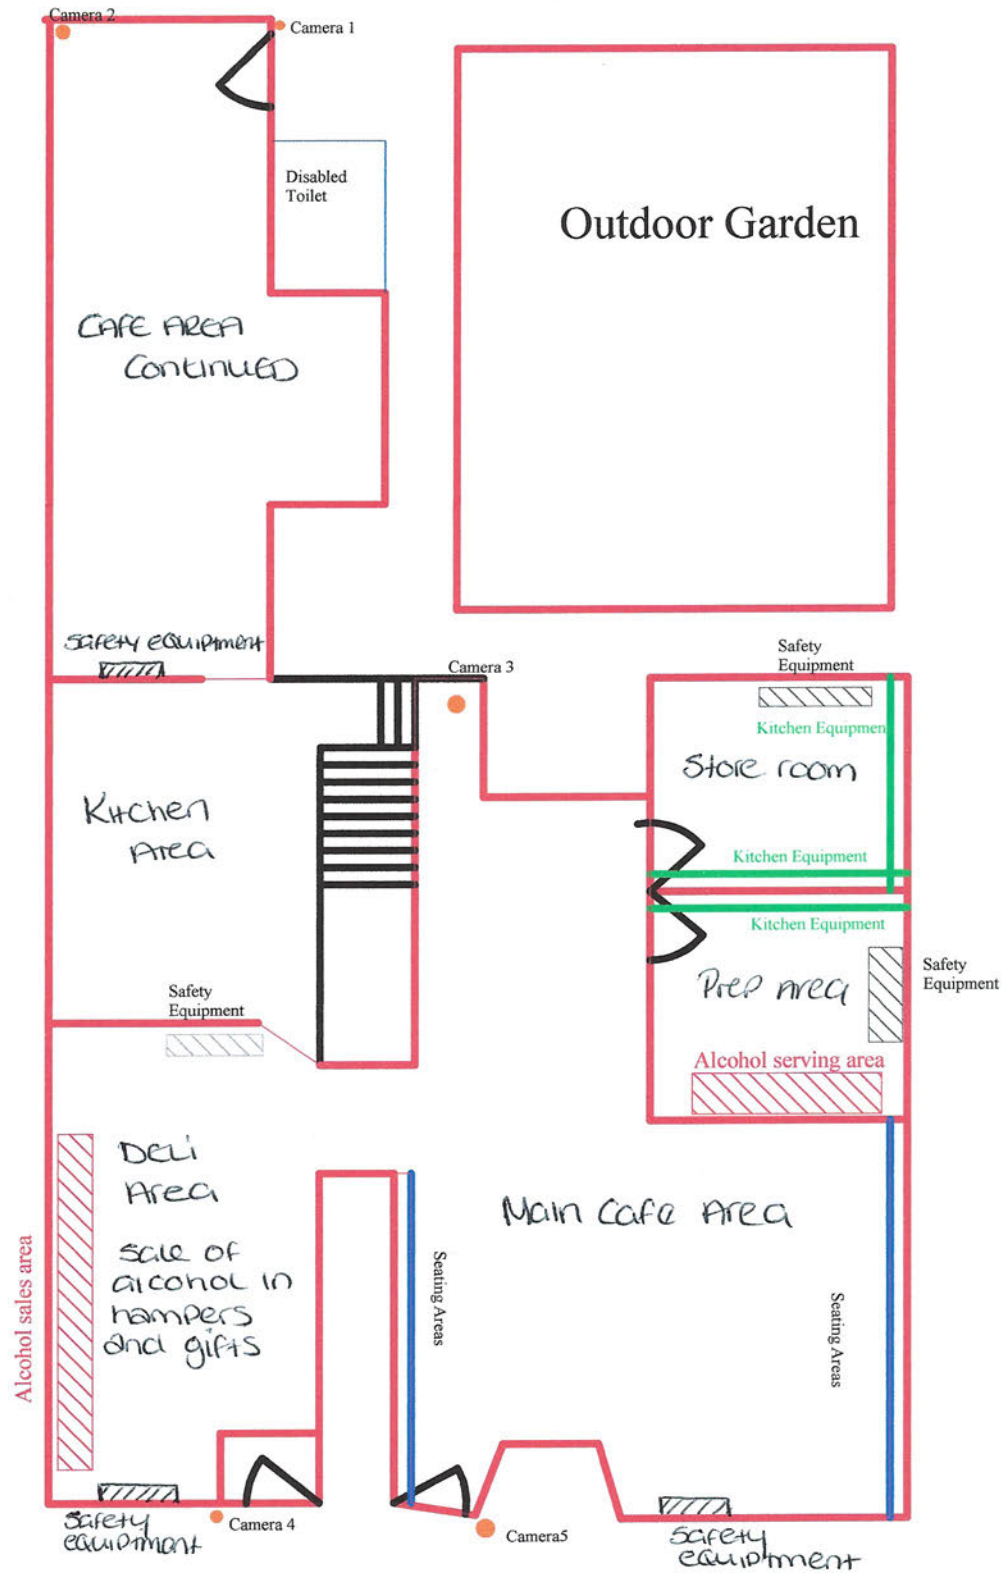 Camera 2
Camera 1
Disabled
Toilet
Outdoor Garden
CAFE AREA
CONTINUED
Safety EQUIPtment
Camera 3
Safety
Equipment
Kitchen Equipmen
Store room
Kitchen
Area
Kitchen Equipment
Kitchen Equipment
Safety
Equipment
Prep Area
Safety
Equipment
Alcohol serving area
DELi
Area
Main Cafe Area
Sale of
alcohol in
hampers
and gifts
Alcohol sales area
Seating Areas
Seating Areas
Camera 4
Camera5
Safety
EQUIPtment
Safety
EQUIPtment